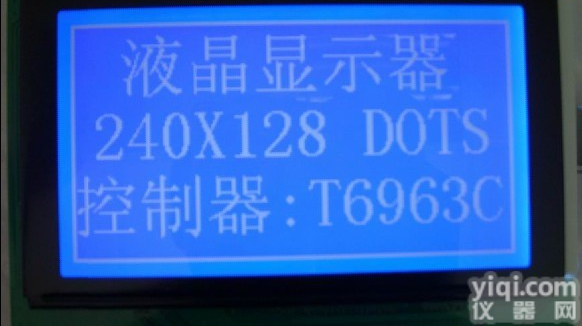 液晶显示器
240X128 DOTS
控制器:T6963C
yiqi.com
仪器网